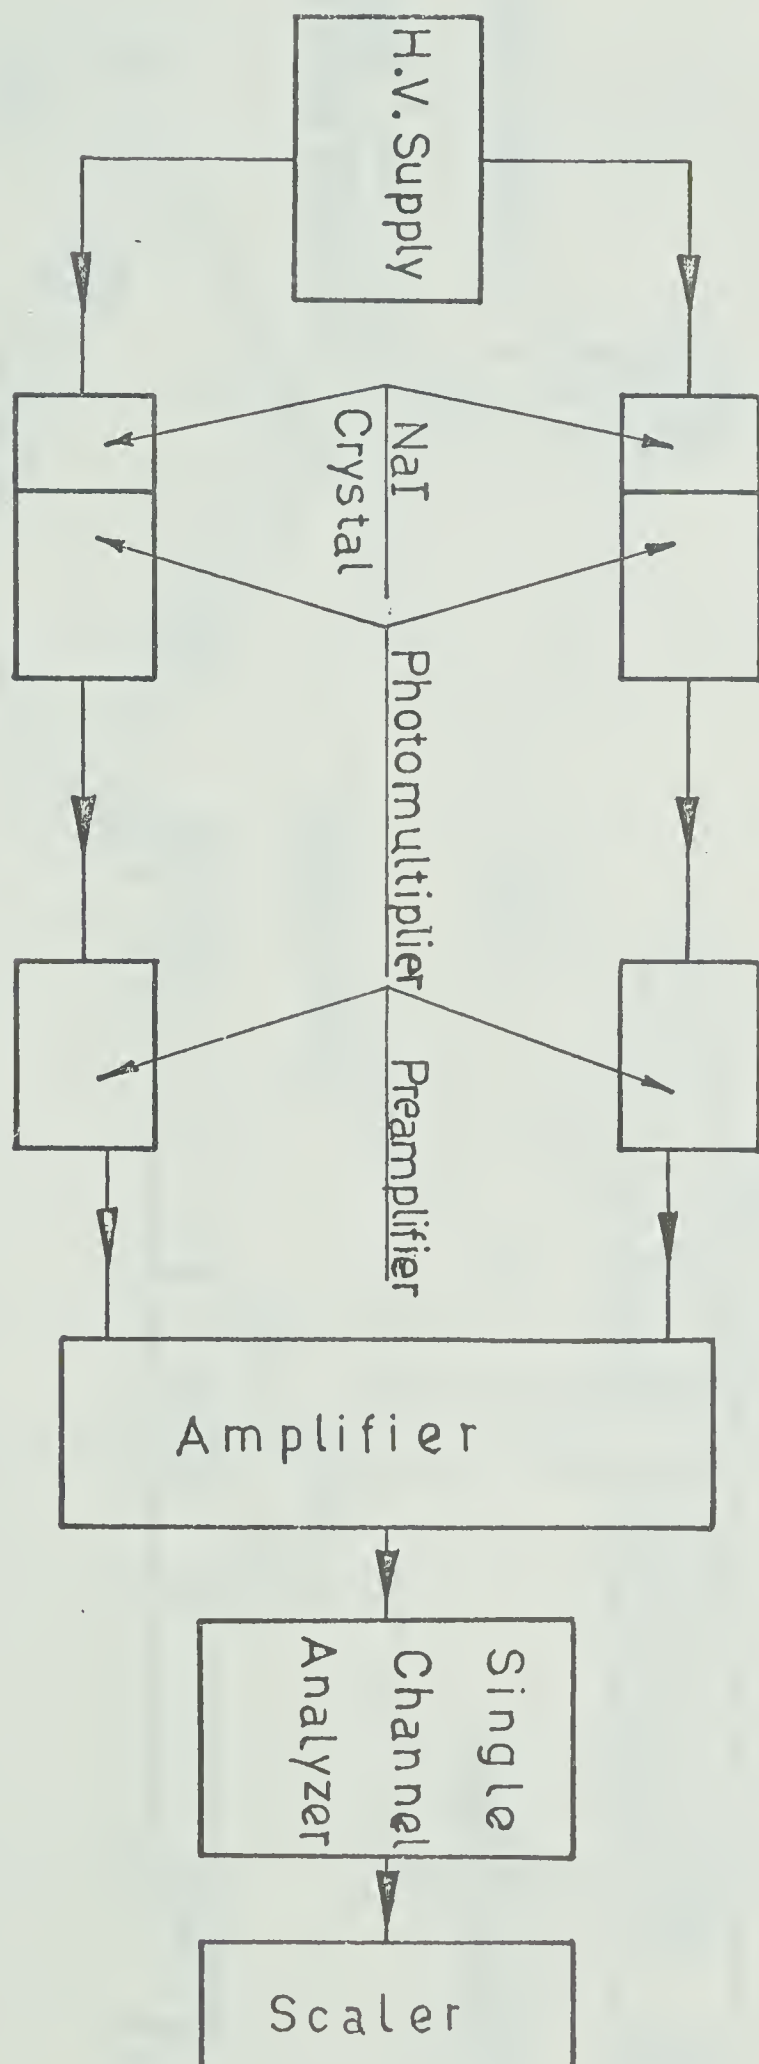 H.V. Supply
NaI
Crystal
Photomultiplier
Preamplifier
Amplifier
Single
Channel
Analyzer
Scaler